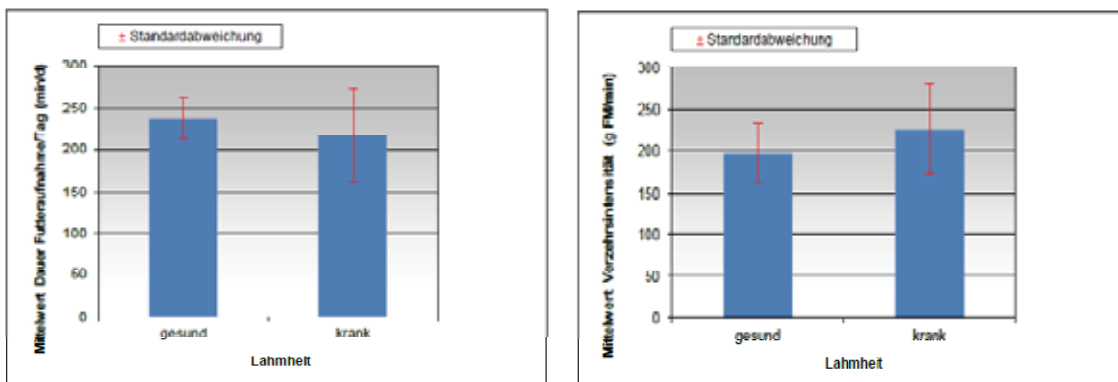 ± Standardabweichung
Mittelwert Dauer Futteraufnahme/Tag (min/d)
300
250
200
150
100
50
0
gesund
krank
Lahmheit
± Standardabweichung
Mittelwert Verzehrsintensität (g FM/min)
300
250
200
150
100
50
0
gesund
krank
Lahmheit